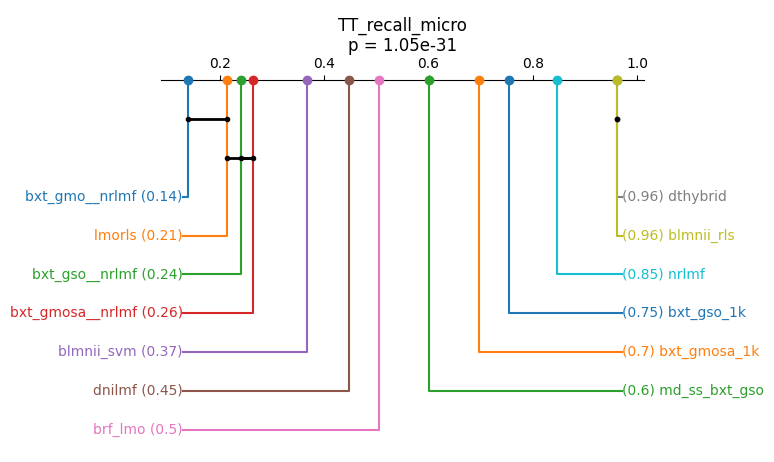 TT_recall_micro
p = 1.05e-31
0.2 0.4 0.6 0.8 1.0
bxt_gmo__nrlmf (0.14) (0.96) dthybrid
lmorls (0.21) (0.96) blmnii_rls
bxt_gso__nrlmf (0.24) (0.85) nrlmf
bxt_gmosa__nrlmf (0.26) (0.75) bxt_gso_1k
blmnii_svm (0.37) (0.7) bxt_gmosa_1k
dnilmf (0.45) (0.6) md_ss_bxt_gso
brf_lmo (0.5)